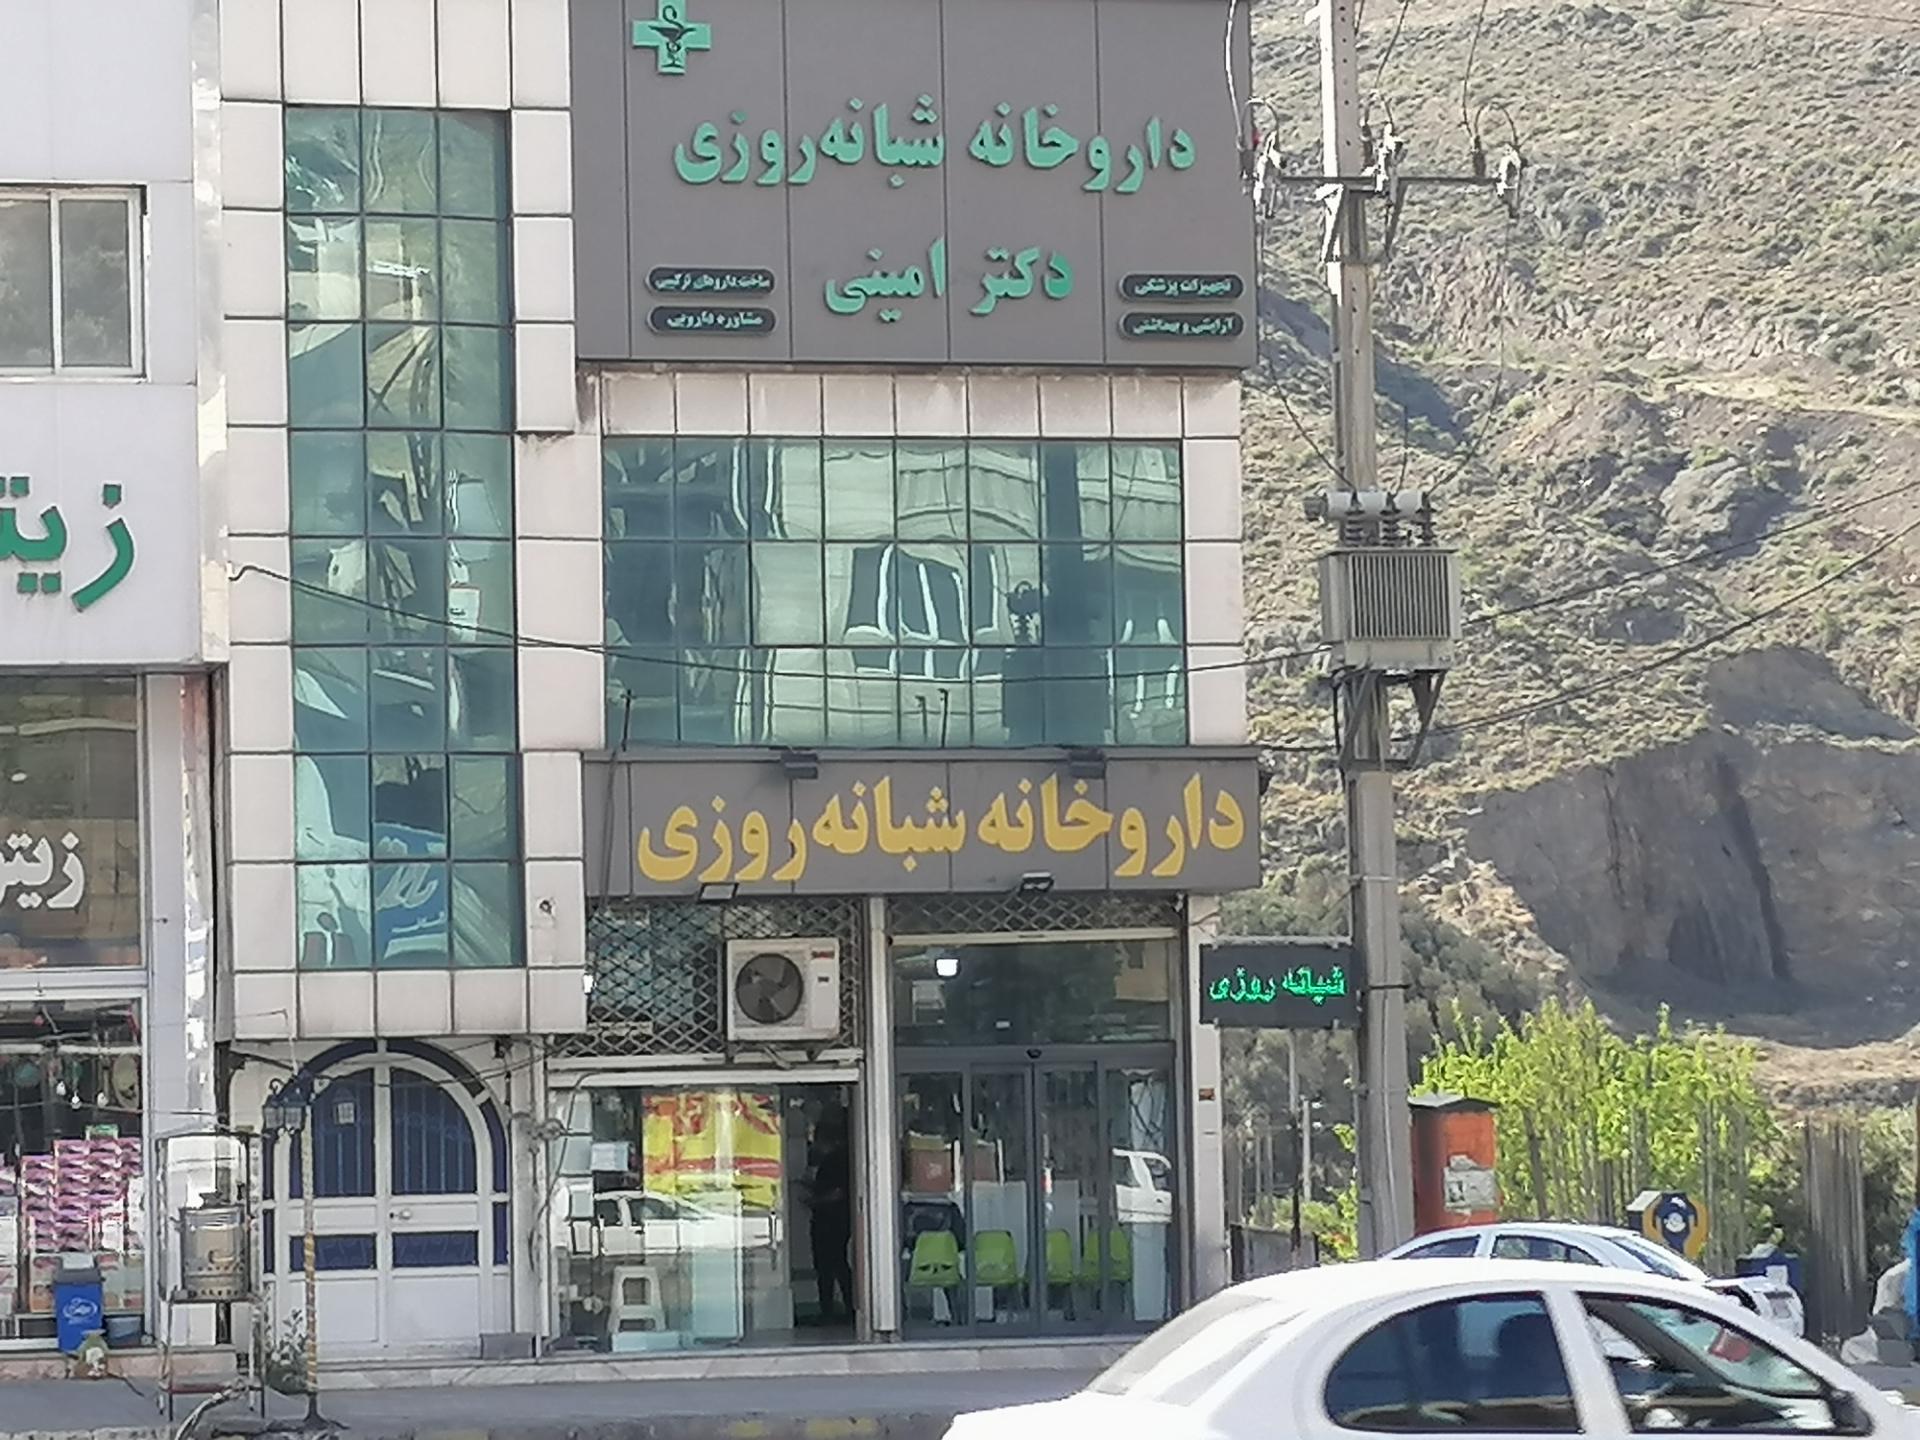 داروخانه شبانه‌روزی
دکتر امینی
تجهیزات پزشکی
آرایشی و بهداشتی
ساخت داروهای ترکیبی
مشاوره دارویی
داروخانه شبانه‌روزی
شبانه روزی